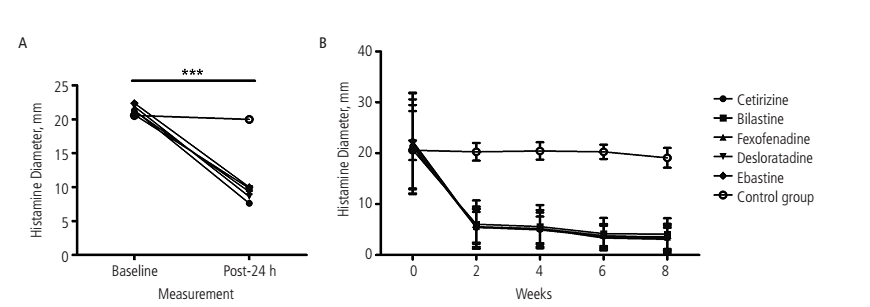 A
Histamine Diameter, mm
25
20
15
10
5
0
***
Baseline
Post-24 h
Measurement
B
Histamine Diameter, mm
40
30
20
10
0
0 2 4 6 8
Weeks
Cetirizine
Bilastine
Fexofenadine
Desloratadine
Ebastine
Control group